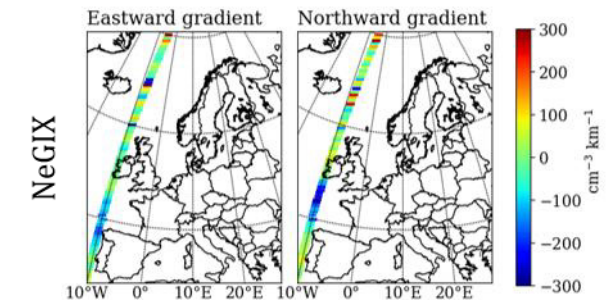 Eastward gradient
Northward gradient
NeGIX
10°W 0° 10°E 20°E
10°W 0° 10°E 20°E
300
200
100
0
−100
−200
−300
cm⁻³ km⁻¹